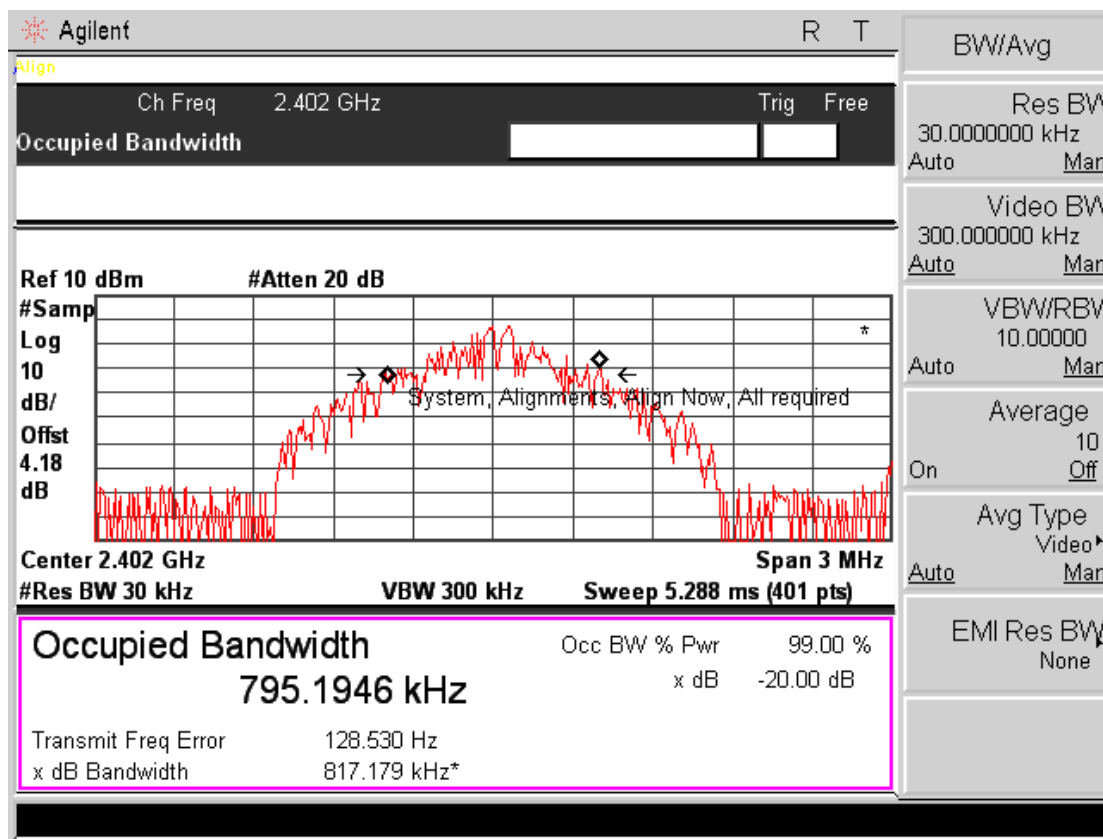 Agilent R T
Align
Ch Freq 2.402 GHz Trig Free
Occupied Bandwidth
Ref 10 dBm #Atten 20 dB
#Samp
Log
10
dB/
Offst
4.18
dB
*
System, Alignments, Align Now, All required
Center 2.402 GHz Span 3 MHz
#Res BW 30 kHz VBW 300 kHz Sweep 5.288 ms (401 pts)
Occupied Bandwidth
795.1946 kHz
Occ BW % Pwr 99.00 %
x dB -20.00 dB
Transmit Freq Error 128.530 Hz
x dB Bandwidth 817.179 kHz*
BW/Avg
Res BW
30.0000000 kHz
Auto Man
Video BW
300.000000 kHz
Auto Man
VBW/RBW
10.00000
Auto Man
Average
10
On Off
Avg Type
Video
Auto Man
EMI Res BW
None